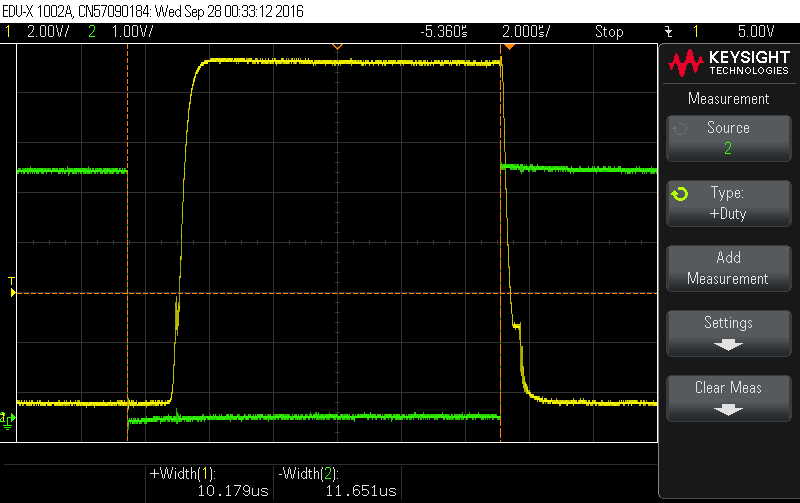 EDU-X 1002A, CN57090184: Wed Sep 28 00:33:12 2016
1 2.00V/ 2 1.00V/ -5.360s 2.000s/ Stop 1 5.00V
KEYSIGHT
TECHNOLOGIES
Measurement
Source
2
Type:
+Duty
Add
Measurement
Settings
Clear Meas
T
+Width(1):
10.179us
-Width(2):
11.651us